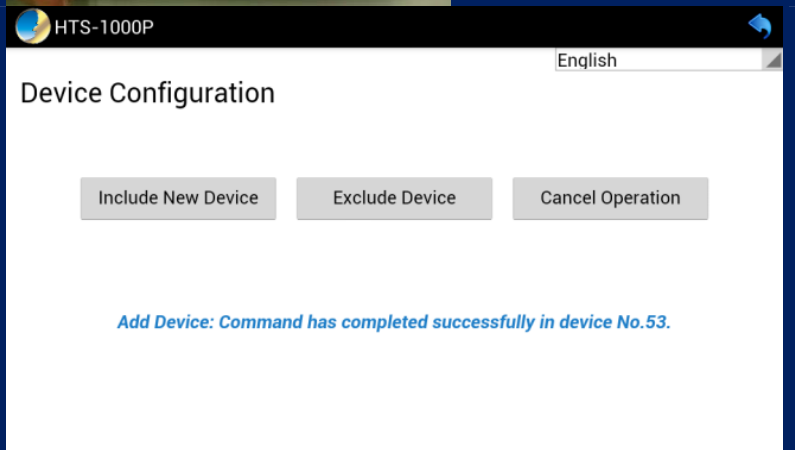 HTS-1000P
English
Device Configuration
Include New Device Exclude Device Cancel Operation
Add Device: Command has completed successfully in device No.53.